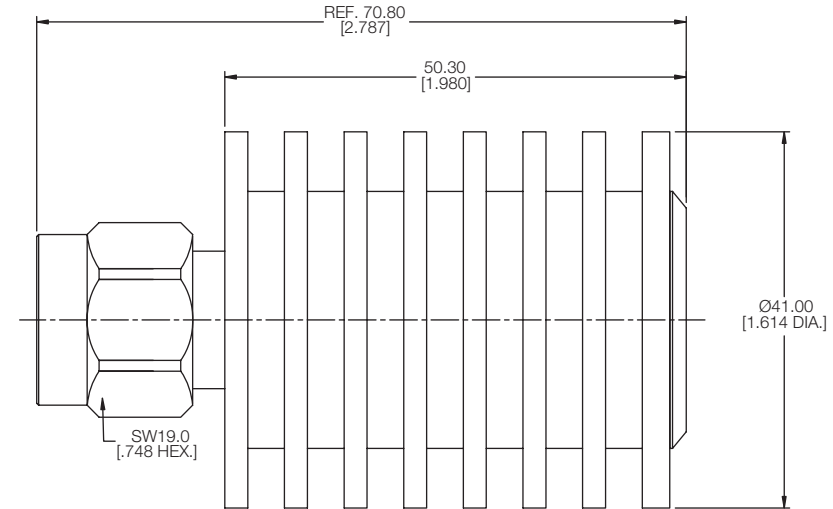 REF. 70.80
[2.787]
50.30
[1.980]
Ø41.00
[1.614 DIA.]
SW19.0
[.748 HEX.]